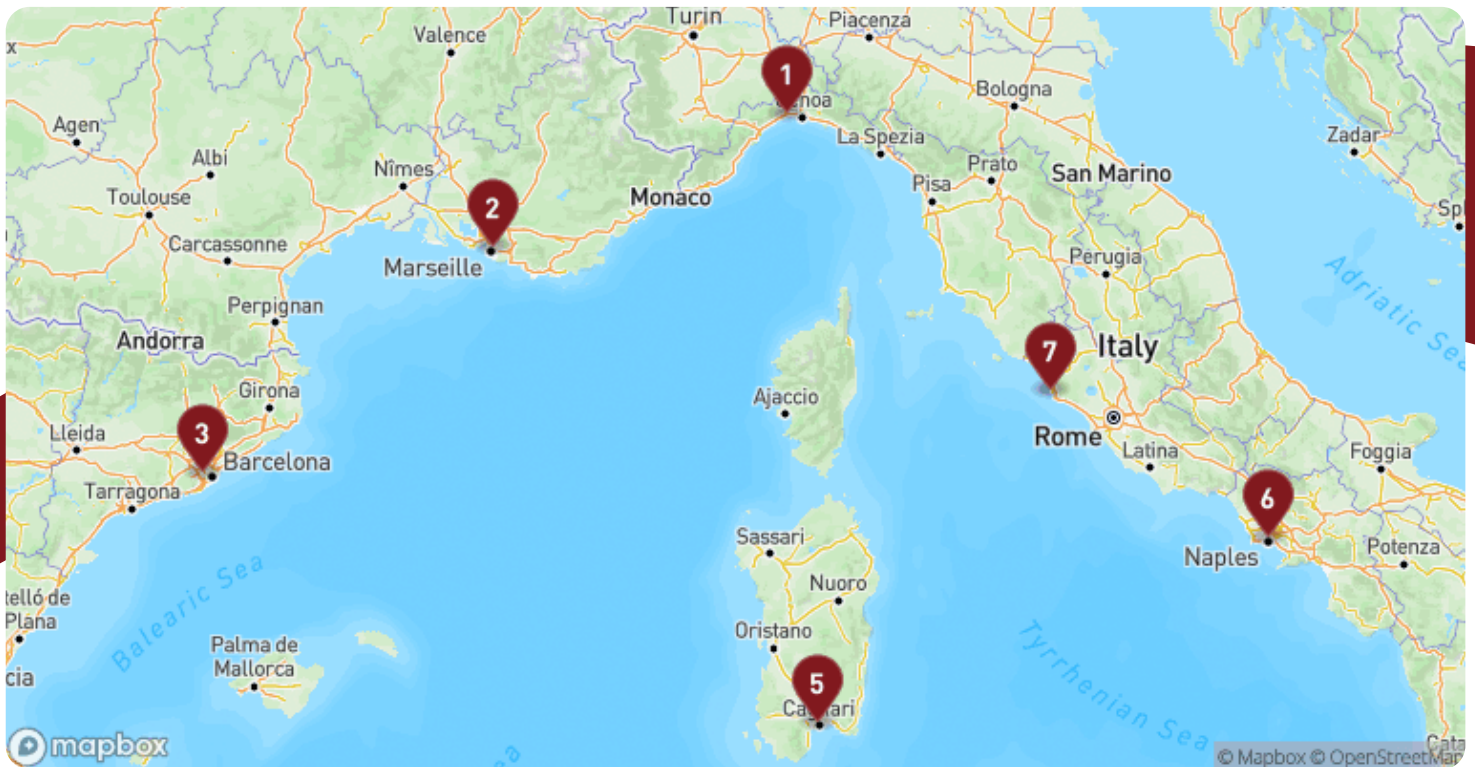 Turin
Piacenza
Valence
1
Bologna
Agen
La Spezia
Zadar
Albi
Nîmes
Prato
San Marino
Toulouse
Pisa
Monaco
2
Carcassonne
Marseille
Perugia
Adriatic Sea
Perpignan
Andorra
7
Italy
Girona
Ajaccio
3
Lleida
Barcelona
Rome
Latina
Foggia
Tarragona
6
Sassari
Naples
Potenza
Balearic Sea
Nuoro
Oristano
Palma de
Mallorca
Tyrrhenian Sea
5
mapbox
© Mapbox © OpenStreetMap